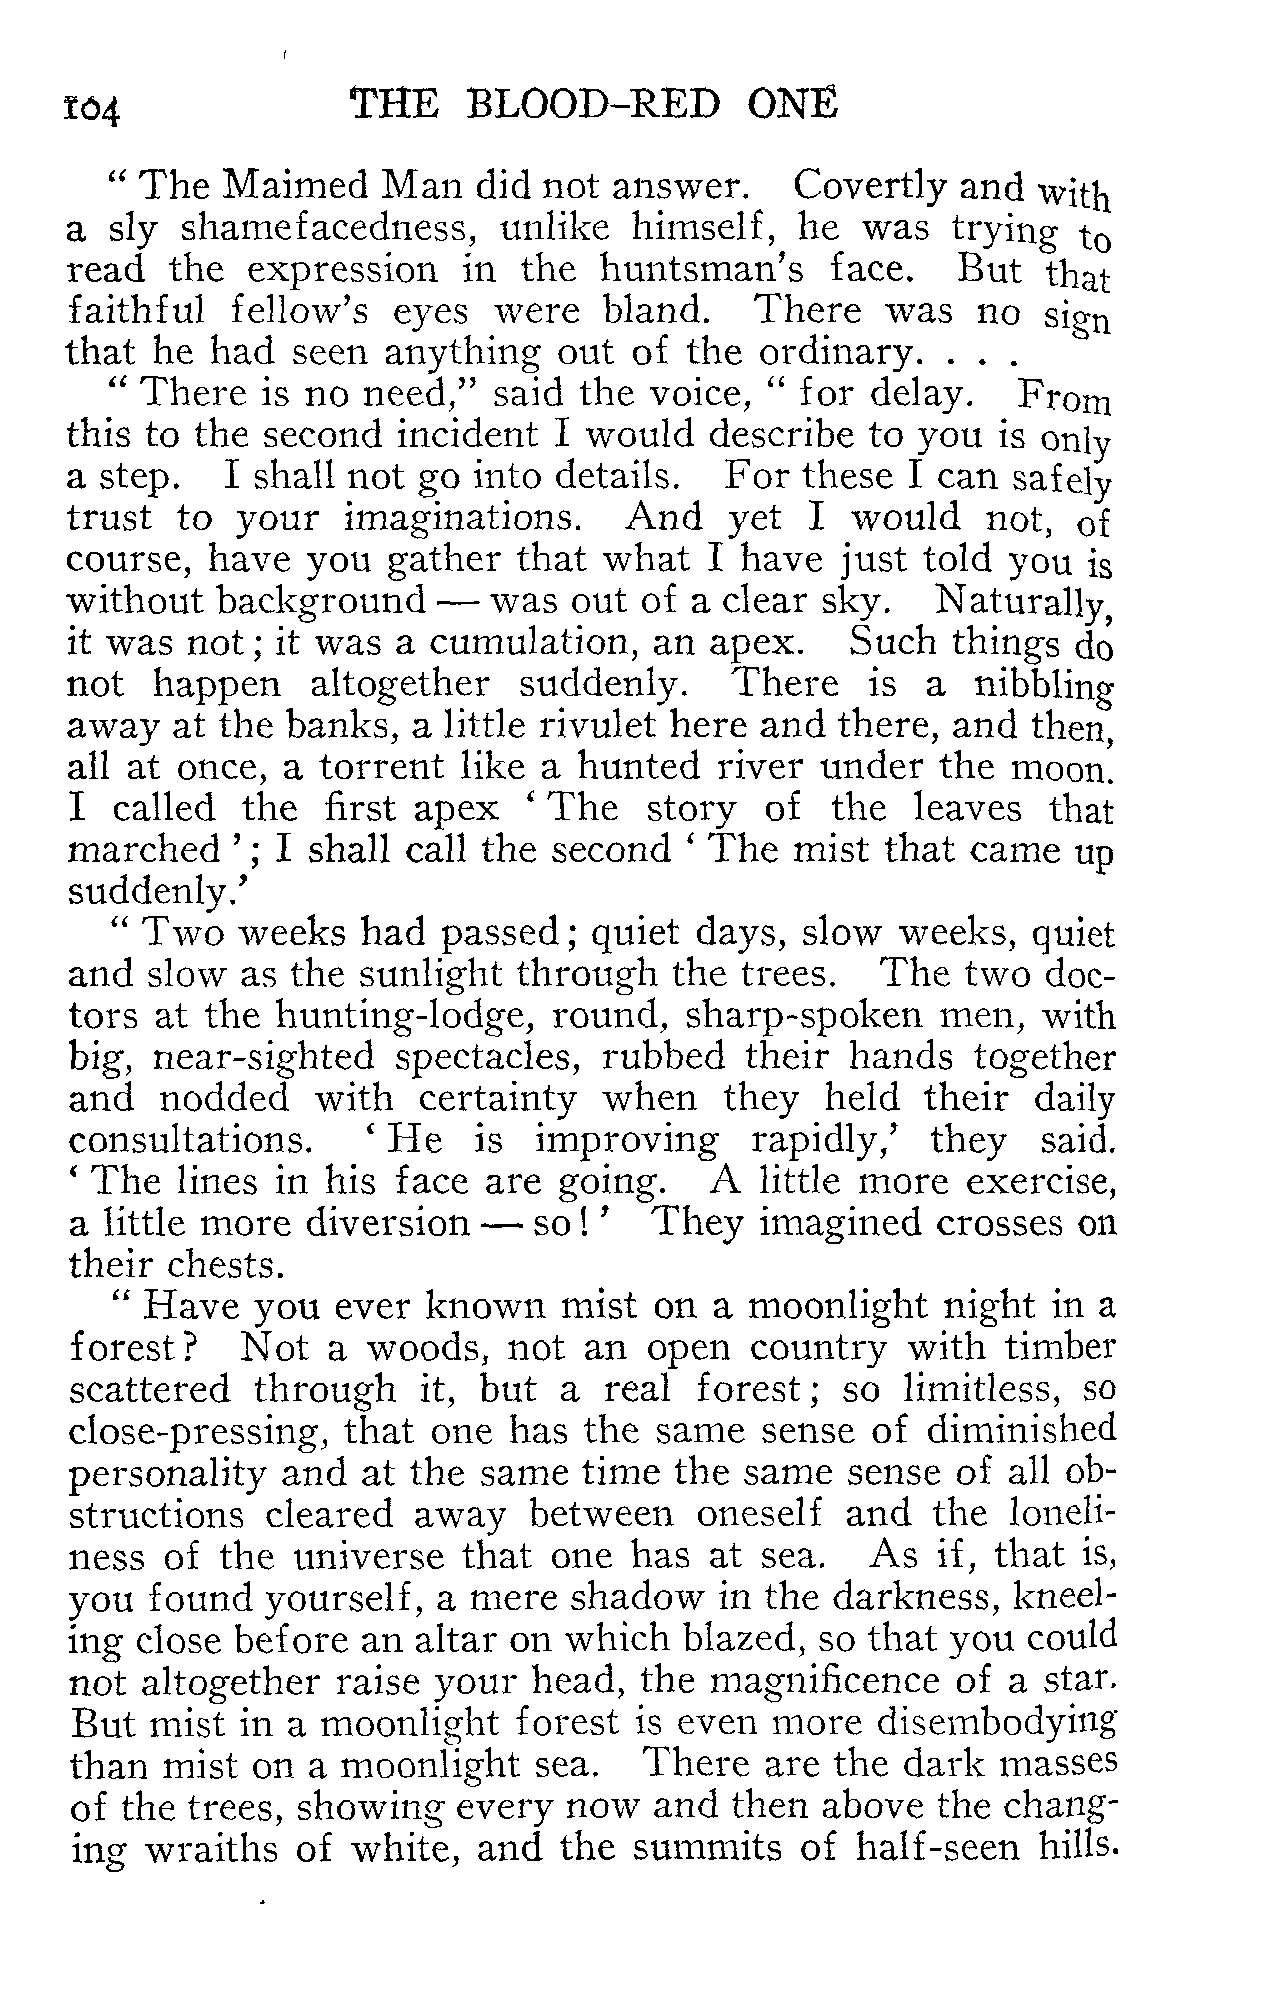 104 THE BLOOD-RED ONE
“ The Maimed Man did not answer. Covertly and with
a sly shamefacedness, unlike himself, he was trying to
read the expression in the huntsman's face. But that
faithful fellow's eyes were bland. There was no sign
that he had seen anything out of the ordinary. . . .
“ There is no need,” said the voice, “ for delay. From
this to the second incident I would describe to you is only
a step. I shall not go into details. For these I can safely
trust to your imaginations. And yet I would not, of
course, have you gather that what I have just told you is
without background — was out of a clear sky. Naturally,
it was not ; it was a cumulation, an apex. Such things do
not happen altogether suddenly. There is a nibbling
away at the banks, a little rivulet here and there, and then,
all at once, a torrent like a hunted river under the moon.
I called the first apex ‘ The story of the leaves that
marched ’ ; I shall call the second ‘ The mist that came up
suddenly.’
“ Two weeks had passed ; quiet days, slow weeks, quiet
and slow as the sunlight through the trees. The two doc-
tors at the hunting-lodge, round, sharp-spoken men, with
big, near-sighted spectacles, rubbed their hands together
and nodded with certainty when they held their daily
consultations. ‘ He is improving rapidly,’ they said.
‘ The lines in his face are going. A little more exercise,
a little more diversion — so ! ’ They imagined crosses on
their chests.
“ Have you ever known mist on a moonlight night in a
forest ? Not a woods, not an open country with timber
scattered through it, but a real forest ; so limitless, so
close-pressing, that one has the same sense of diminished
personality and at the same time the same sense of all ob-
structions cleared away between oneself and the loneli-
ness of the universe that one has at sea. As if, that is,
you found yourself, a mere shadow in the darkness, kneel-
ing close before an altar on which blazed, so that you could
not altogether raise your head, the magnificence of a star.
But mist in a moonlight forest is even more disembodying
than mist on a moonlight sea. There are the dark masses
of the trees, showing every now and then above the chang-
ing wraiths of white, and the summits of half-seen hills.